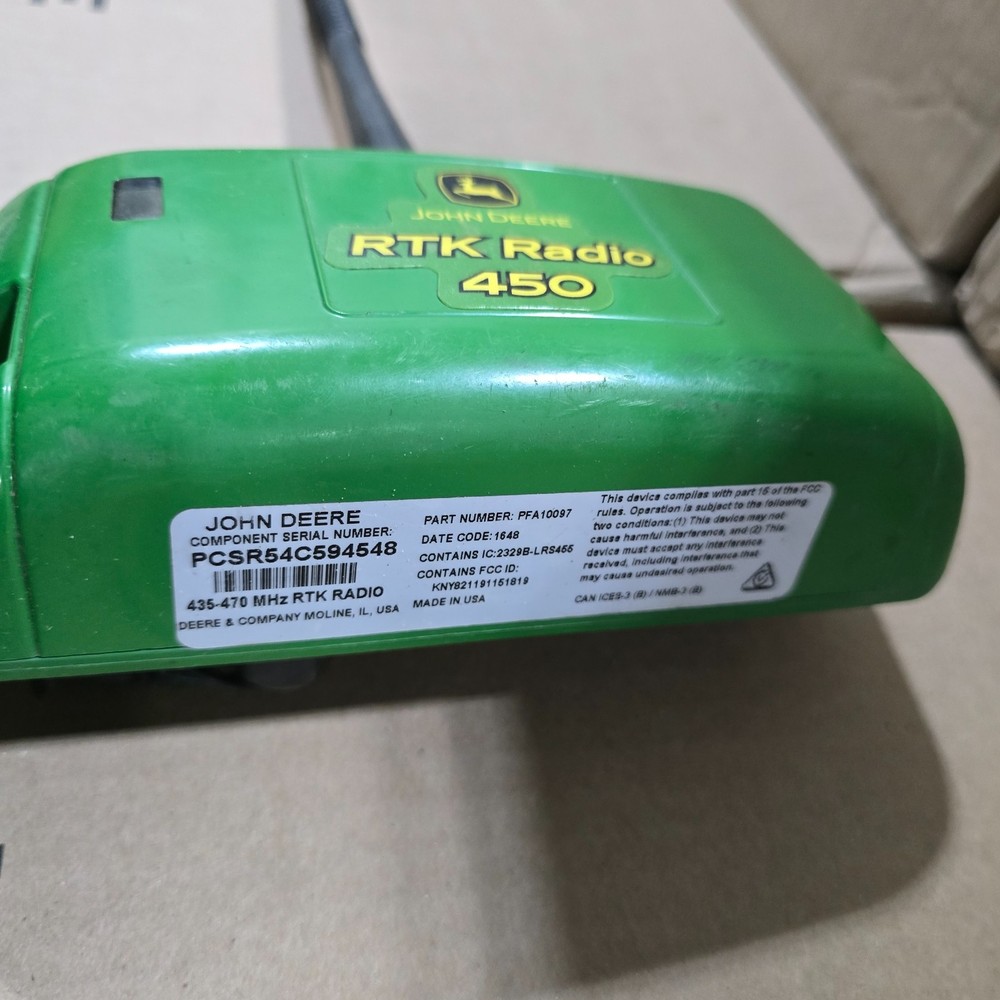 JOHN DEERE
RTK Radio
450
JOHN DEERE
COMPONENT SERIAL NUMBER:
PCSR54C594548
435-470 MHz RTK RADIO
DEERE & COMPANY MOLINE, IL, USA
PART NUMBER: PFA10097
DATE CODE:1648
CONTAINS IC:2329B-LRS455
CONTAINS FCC ID:
KNY821191151819
MADE IN USA
This device complies with part 15 of the FCC
rules. Operation is subject to the following
two conditions:(1) This device may not
cause harmful interference, and (2) This
device must accept any interference
received, including interference that
may cause undesired operation.
CAN ICES-3 (B) / NMB-3 (B)